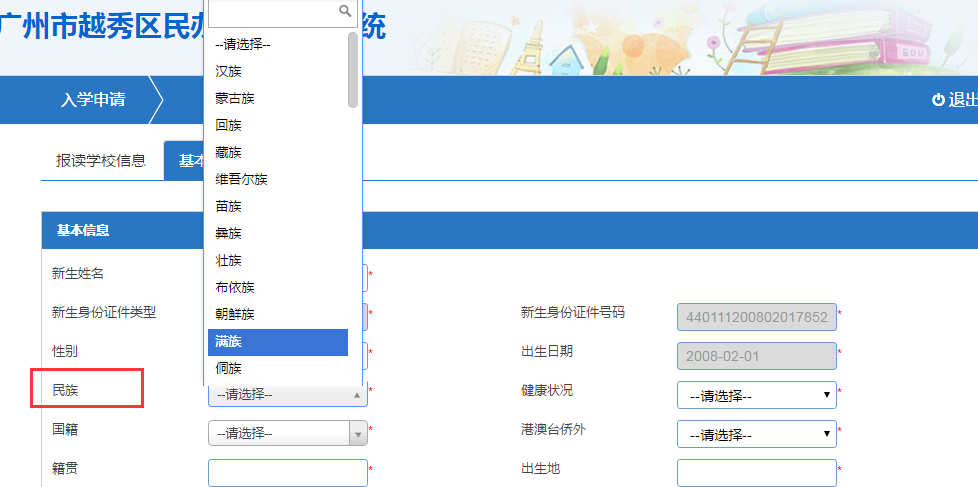 广州市越秀区民办
统
入学申请
退出
报读学校信息
基本
--请选择--
汉族
蒙古族
回族
藏族
维吾尔族
苗族
彝族
壮族
布依族
朝鲜族
满族
侗族
基本信息
新生姓名 *
新生身份证件类型 * 新生身份证件号码 440111200802017852 *
性别 * 出生日期 2008-02-01 *
民族 --请选择-- * 健康状况 --请选择-- *
国籍 --请选择-- * 港澳台侨外 --请选择-- *
籍贯 * 出生地 *
EDU